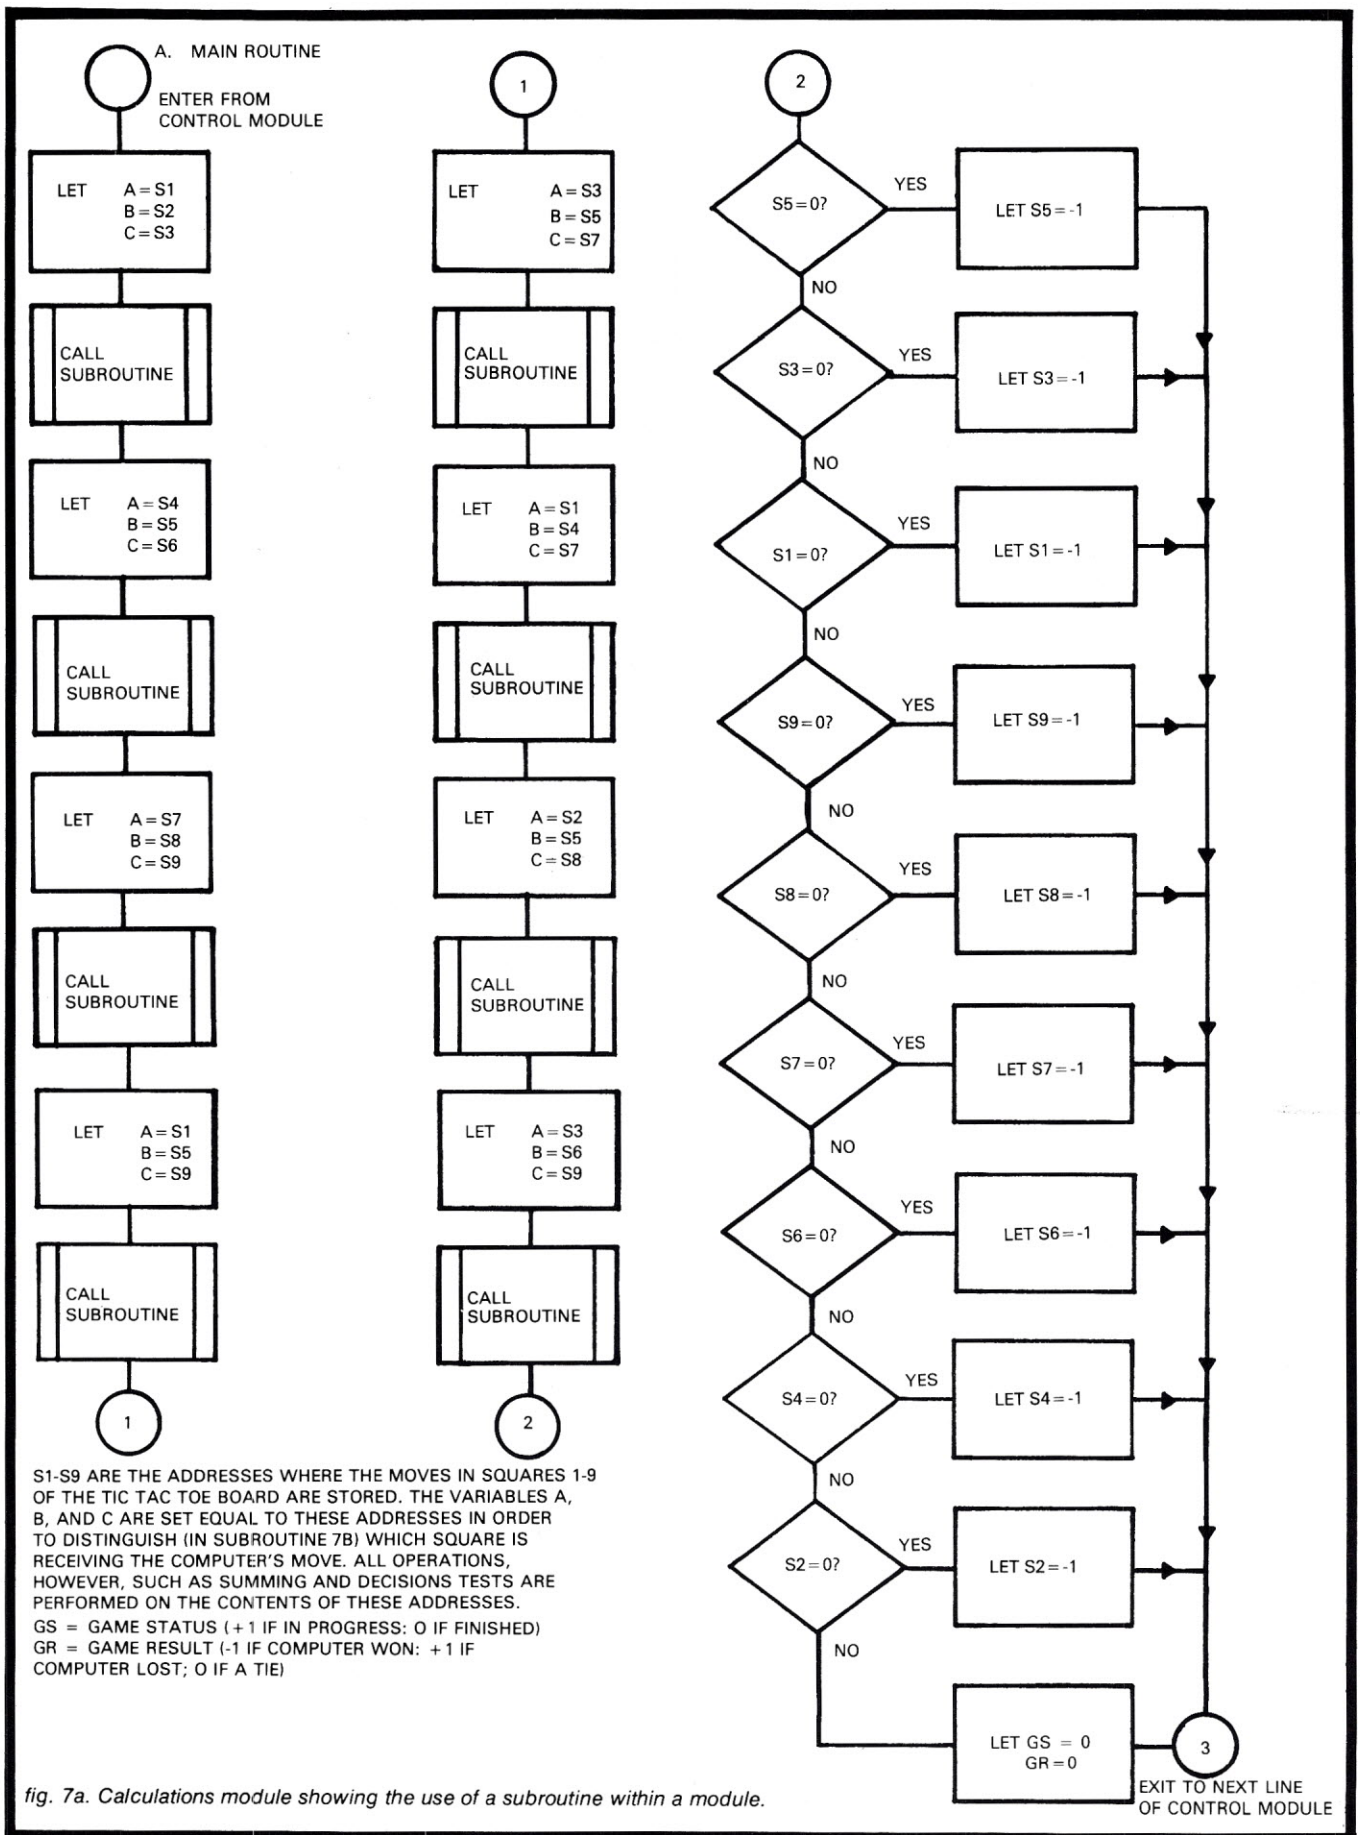 A. MAIN ROUTINE
ENTER FROM
CONTROL MODULE
LET A=S1
B=S2
C=S3
CALL
SUBROUTINE
LET A=S4
B=S5
C=S6
CALL
SUBROUTINE
LET A=S7
B=S8
C=S9
CALL
SUBROUTINE
LET A=S1
B=S5
C=S9
CALL
SUBROUTINE
1
1
LET A=S3
B=S5
C=S7
CALL
SUBROUTINE
LET A=S1
B=S4
C=S7
CALL
SUBROUTINE
LET A=S2
B=S5
C=S8
CALL
SUBROUTINE
LET A=S3
B=S6
C=S9
CALL
SUBROUTINE
2
2
S5=0?
YES
LET S5=-1
NO
S3=0?
YES
LET S3=-1
NO
S1=0?
YES
LET S1=-1
NO
S9=0?
YES
LET S9=-1
NO
S8=0?
YES
LET S8=-1
NO
S7=0?
YES
LET S7=-1
NO
S6=0?
YES
LET S6=-1
NO
S4=0?
YES
LET S4=-1
NO
S2=0?
YES
LET S2=-1
NO
LET GS = 0
GR=0
3
EXIT TO NEXT LINE
OF CONTROL MODULE
S1-S9 ARE THE ADDRESSES WHERE THE MOVES IN SQUARES 1-9
OF THE TIC TAC TOE BOARD ARE STORED. THE VARIABLES A,
B, AND C ARE SET EQUAL TO THESE ADDRESSES IN ORDER
TO DISTINGUISH (IN SUBROUTINE 7B) WHICH SQUARE IS
RECEIVING THE COMPUTER'S MOVE. ALL OPERATIONS,
HOWEVER, SUCH AS SUMMING AND DECISIONS TESTS ARE
PERFORMED ON THE CONTENTS OF THESE ADDRESSES.
GS = GAME STATUS (+1 IF IN PROGRESS: O IF FINISHED)
GR = GAME RESULT (-1 IF COMPUTER WON: +1 IF
COMPUTER LOST; O IF A TIE)
fig. 7a. Calculations module showing the use of a subroutine within a module.